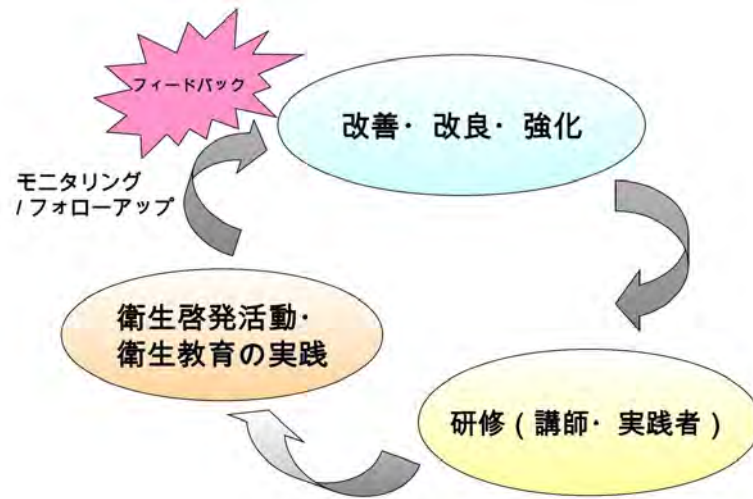 フィードバック
改善・改良・強化
モニタリング
/ フォローアップ
衛生啓発活動・
衛生教育の実践
研修(講師・実践者)